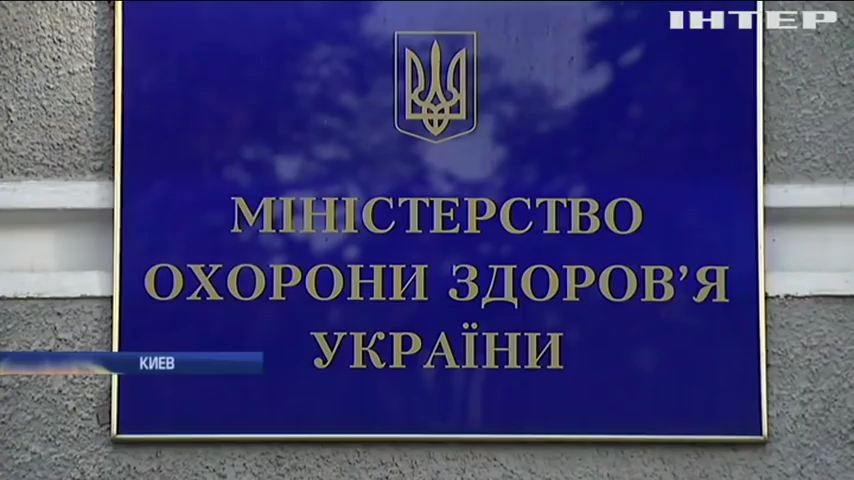 ІНТЕР
МІНІСТЕРСТВО
ОХОРОНИ ЗДОРОВ’Я
УКРАЇНИ
КИЕВ